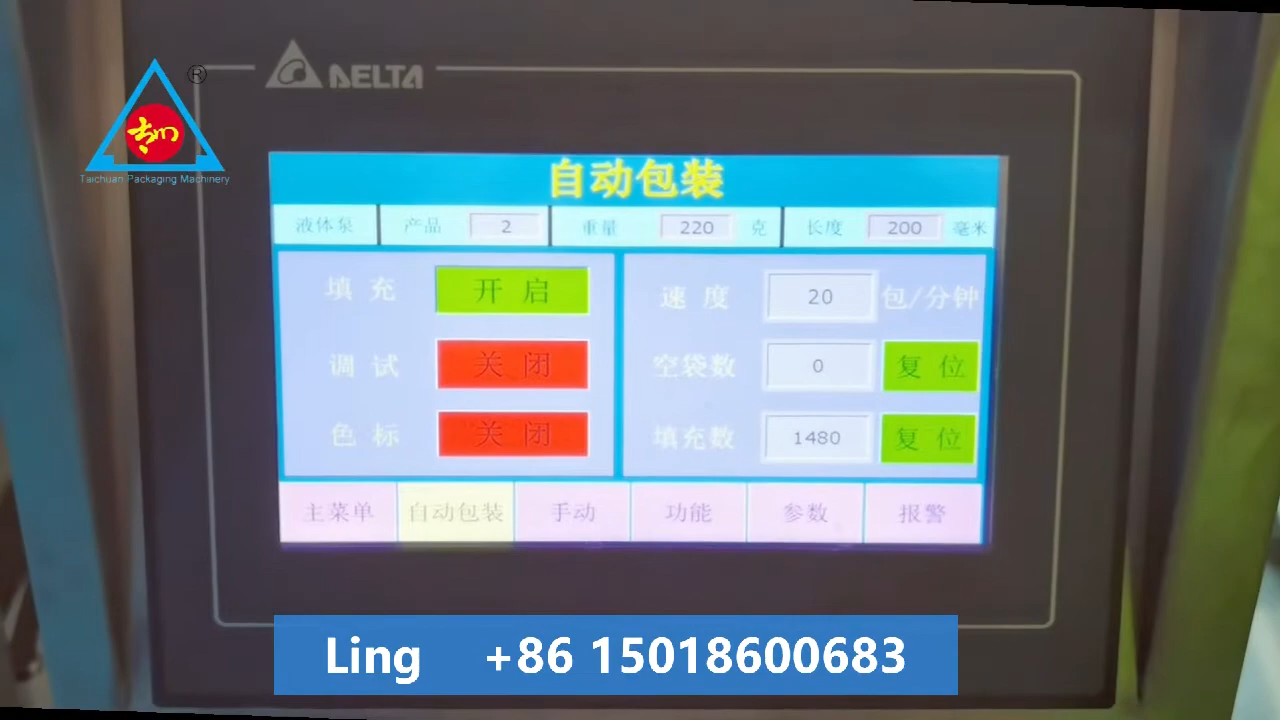 DELTA
®
Taichuan Packaging Machinery
自动包装
液体泵 产品 2 重量 220 克 长度 200 毫米
填充 开启 速度 20 包/分钟
调试 关闭 空袋数 0 复位
色标 关闭 填充数 1480 复位
主菜单 自动包装 手动 功能 参数 报警
Ling +86 15018600683